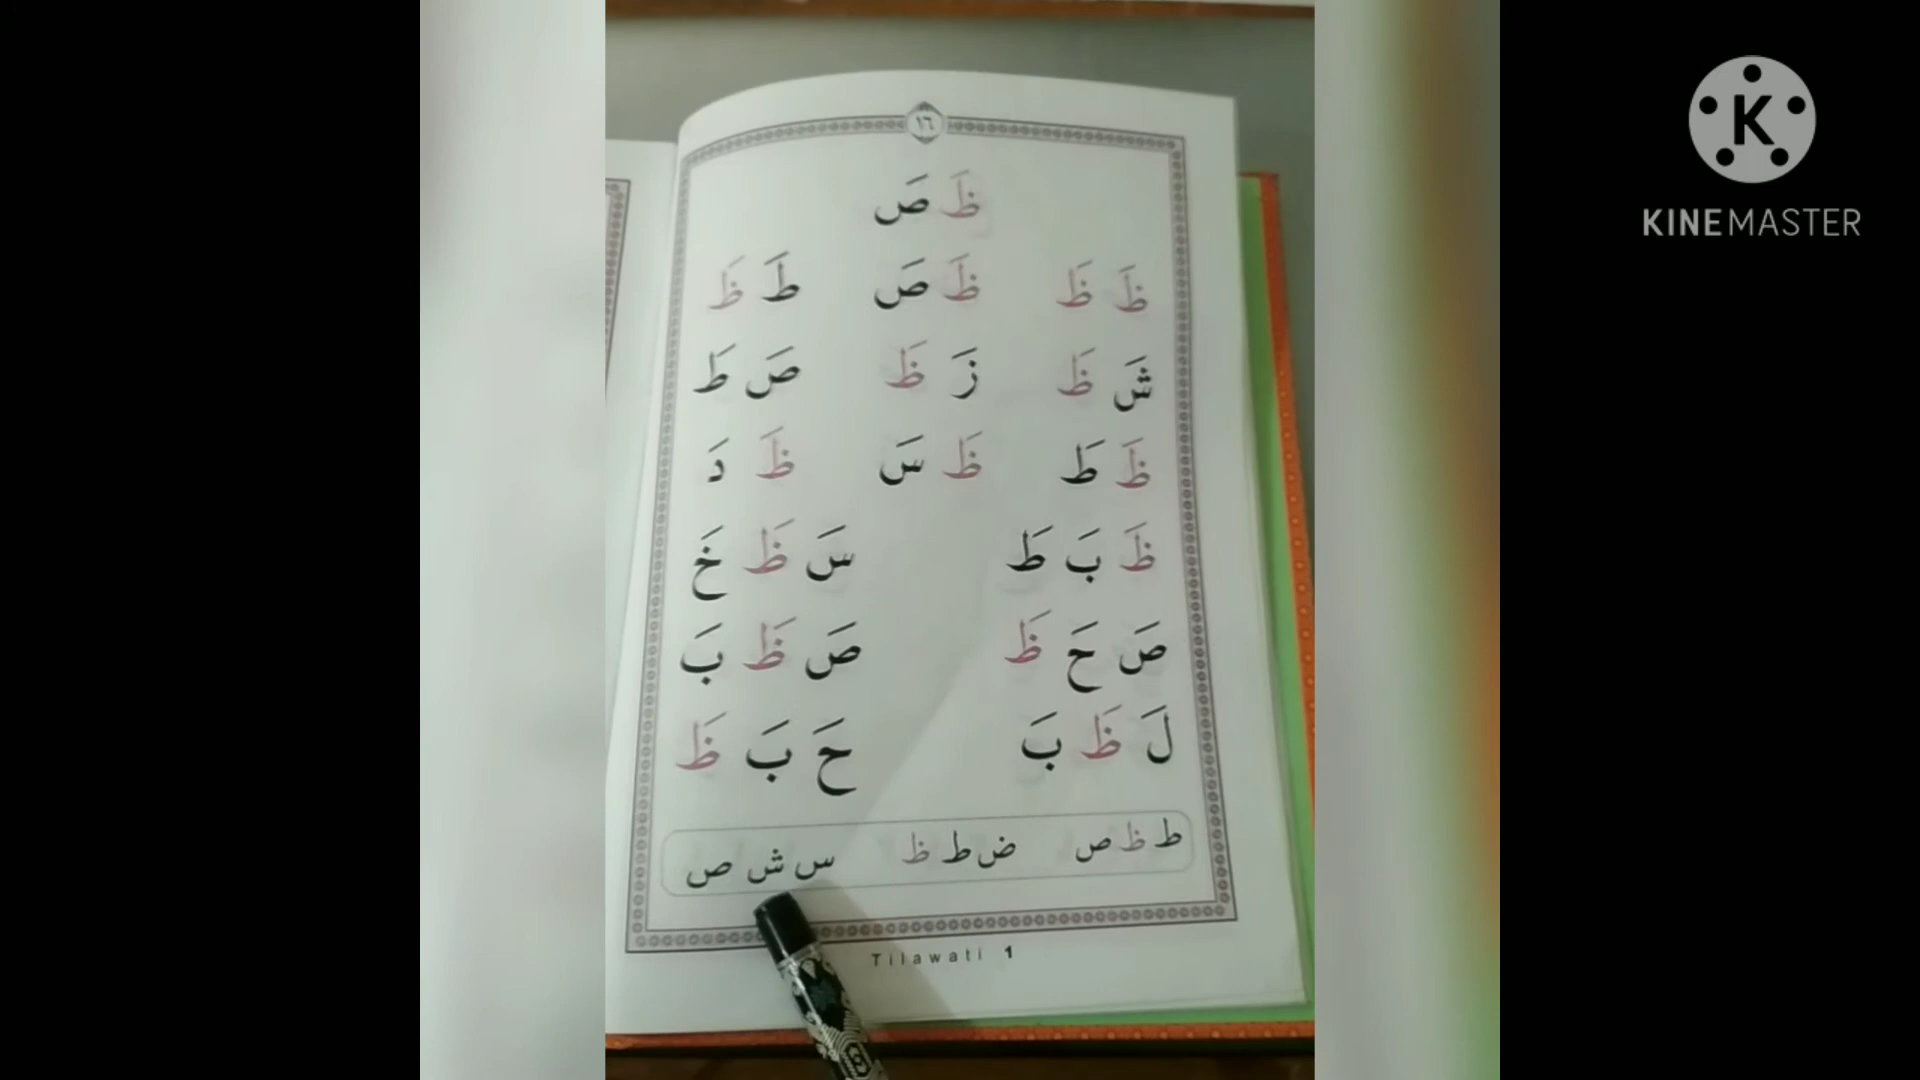 ١٦
ظَ صَ
ظَ ظَ ظَ صَ طَ ظَ
شَ ظَ زَ ظَ صَ طَ
ظَ طَ ظَ سَ ظَ دَ
ظَ بَ طَ سَ ظَ خَ
صَ حَ ظَ صَ ظَ بَ
لَ ظَ بَ حَ بَ ظَ
ط ظ ص ض ط ظ س ش ص
Tilawati 1
K
KINEMASTER